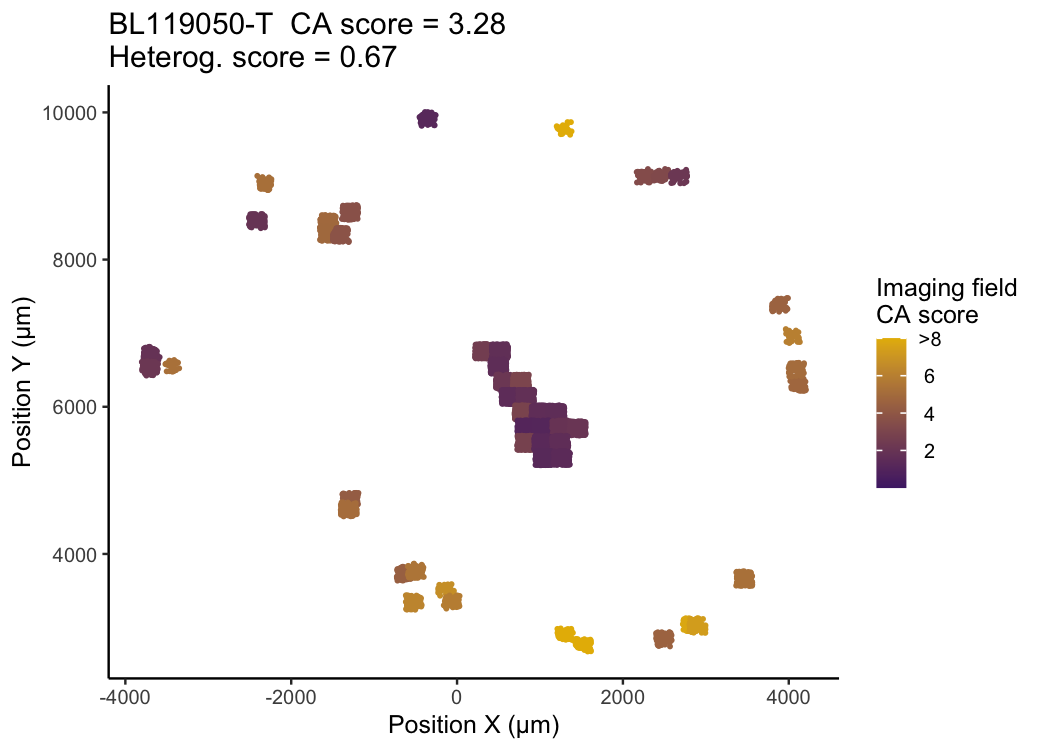 BL119050-T  CA score = 3.28
Heterog. score = 0.67
10000
8000
6000
4000
Position Y (µm)
-4000
-2000
0
2000
4000
Position X (µm)
Imaging field
CA score
>8
6
4
2